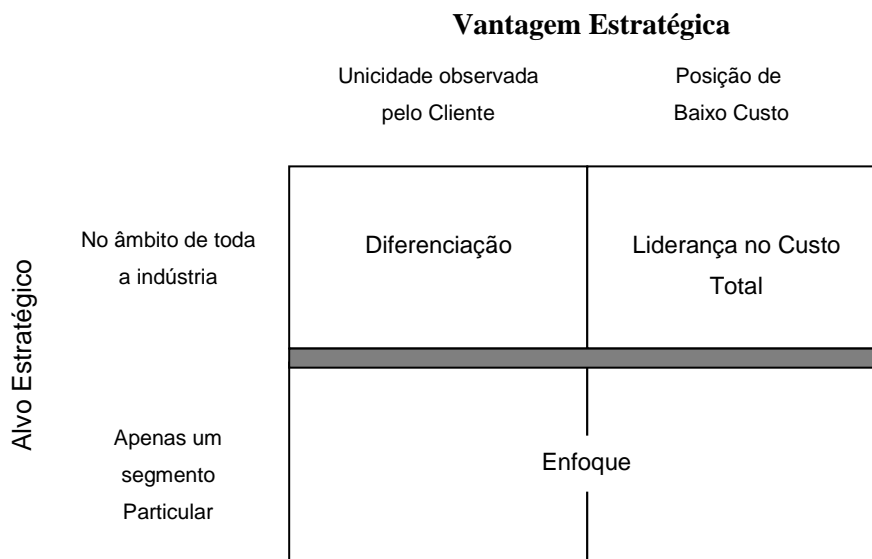 Vantagem Estratégica
Unicidade observada
pelo Cliente
Posição de
Baixo Custo
Alvo Estratégico
No âmbito de toda
a indústria
Diferenciação
Liderança no Custo
Total
Apenas um
segmento
Particular
Enfoque